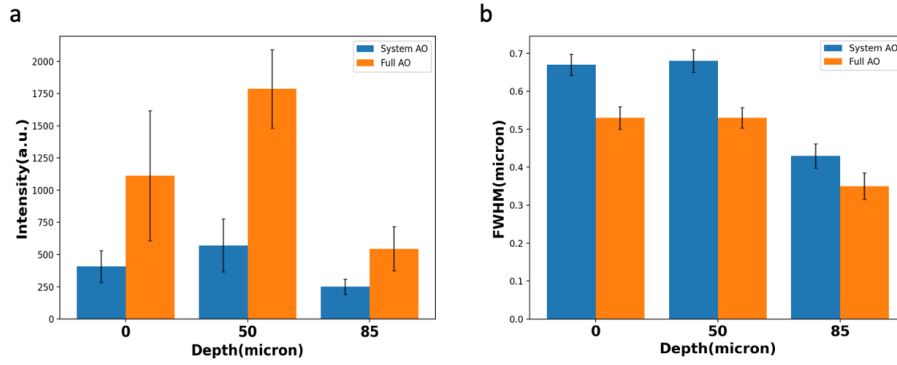 a
System AO
Full AO
2000
1750
1500
1250
1000
750
500
250
0
Intensity(a.u.)
0 50 85
Depth(micron)
b
System AO
Full AO
0.7
0.6
0.5
0.4
0.3
0.2
0.1
0.0
FWHM(micron)
0 50 85
Depth(micron)